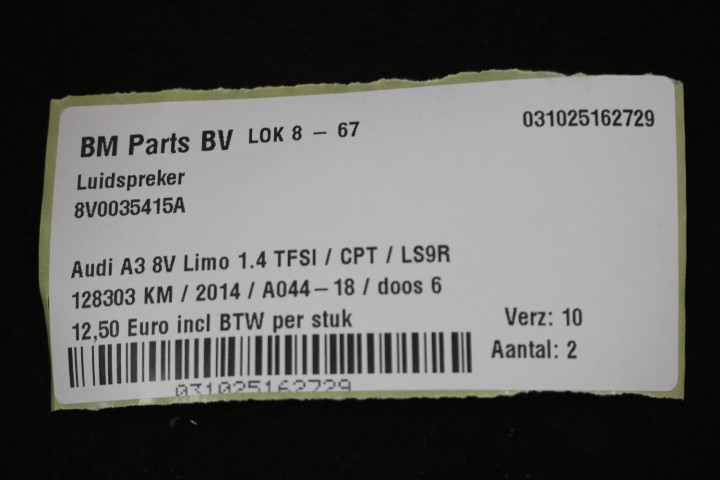 BM Parts BV LOK 8 - 67
031025162729
Luidspreker
8V0035415A
Audi A3 8V Limo 1.4 TFSI / CPT / LS9R
128303 KM / 2014 / A044-18 / doos 6
12,50 Euro incl BTW per stuk
Verz: 10
Aantal: 2
031025162729